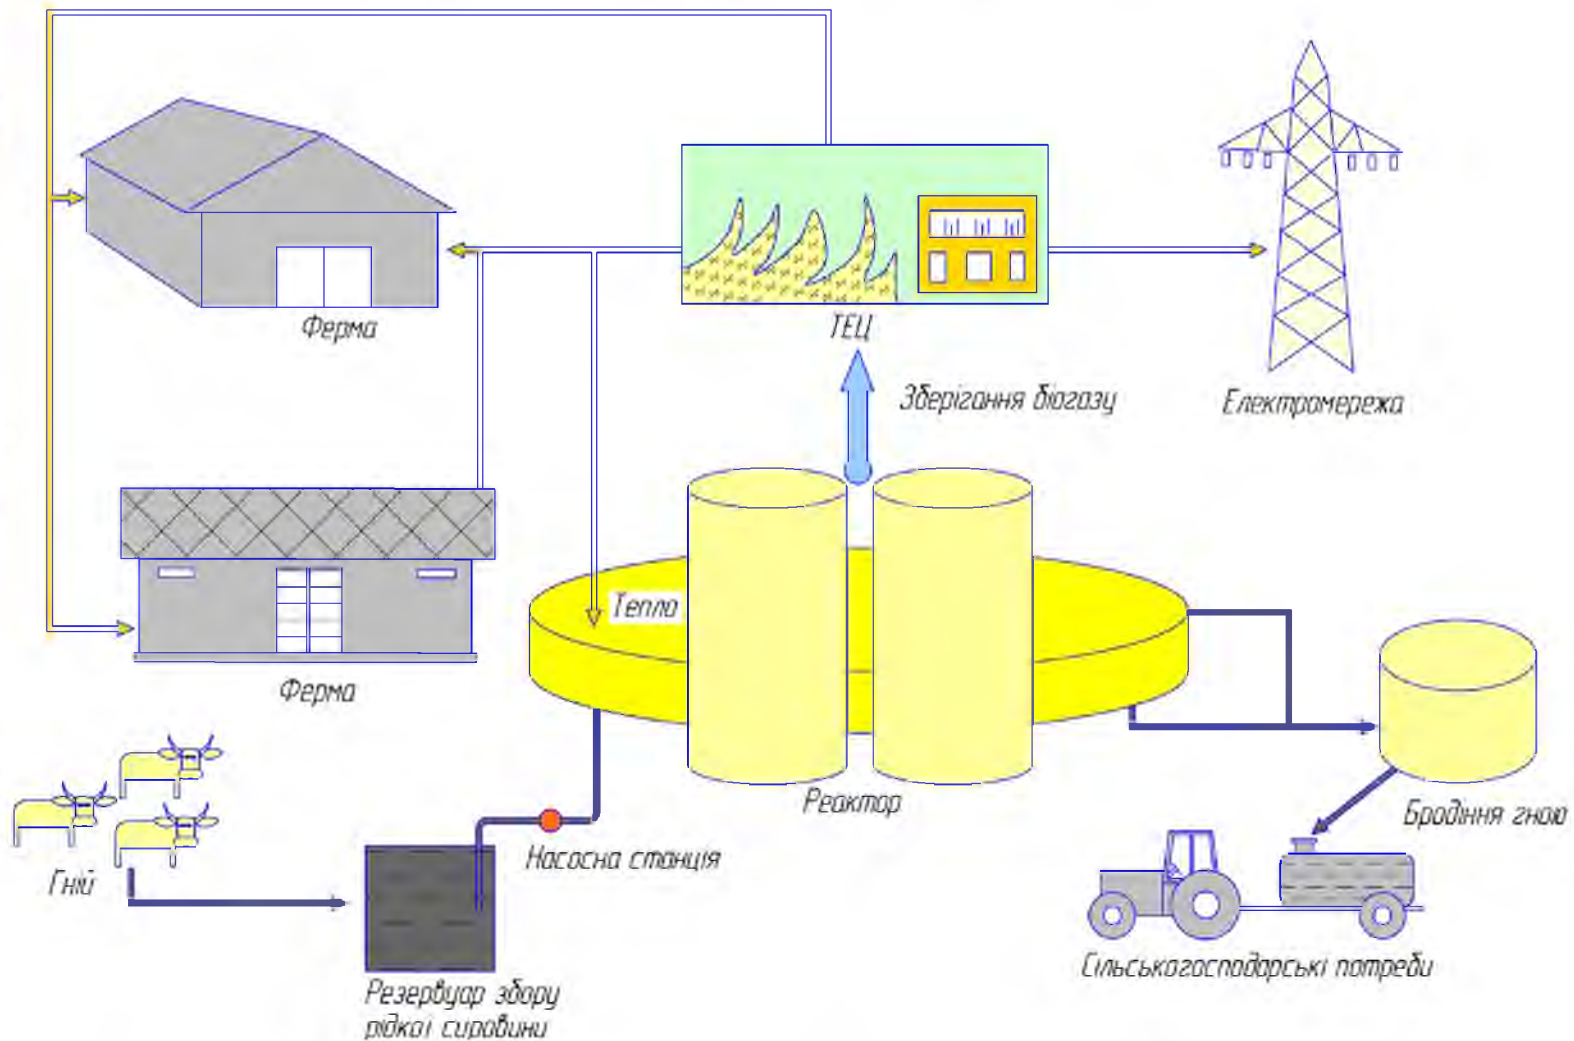 Ферма
ТЕЦ
Зберігання біогазу
Електромережа
Тепло
Ферма
Реактор
Бродіння гною
Насосна станція
Гній
Сільськогосподарські потреби
Резервуар збору
рідкої сировини